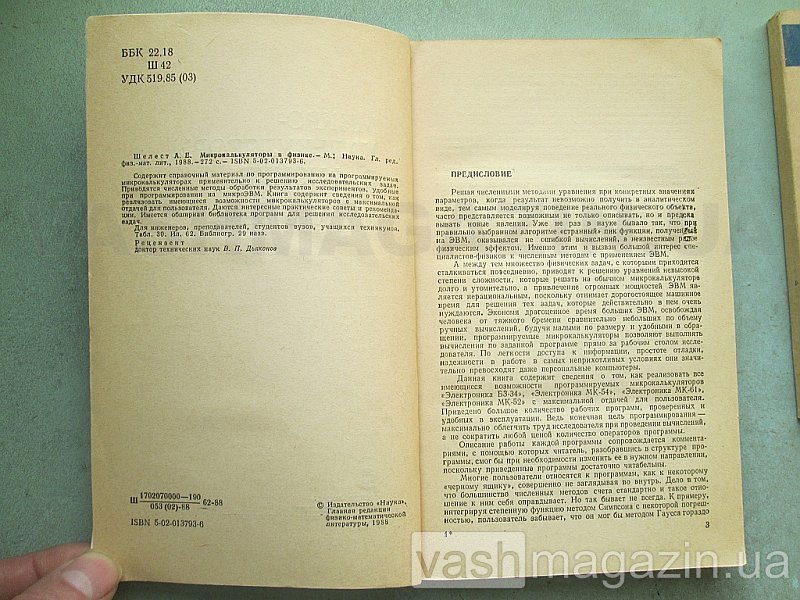 ББК 22.18
Ш 42
УДК 519.85 (03)
Шелест А. Е. Микрокалькуляторы в физике.— М.; Наука. Гл. ред.
физ.-мат. лит., 1988.—272 с.— ISBN 5-02-013793-6.
Содержит справочный материал по программированию на программируемых
микрокалькуляторах применительно к решению исследовательских задач.
Приводятся численные методы обработки результатов экспериментов, удобные
при программировании на микроЭВМ. Книга содержит сведения о том, как
реализовать имеющиеся возможности микрокалькуляторов с максимальной
отдачей для пользователя. Даются интересные практические советы и рекоменда-
ции. Имеется обширная библиотека программ для решения исследовательских
задач.
Для инженеров, преподавателей, студентов вузов, учащихся техникумов.
Табл. 30. Ил. 62. Библиогр. 29 назв.
Рецензент
доктор технических наук В. П. Дьяконов
Ш 1702070000—190 62-88
053 (02)-88
ISBN 5-02-013793-6
© Издательство «Наука»,
Главная редакция
физико-математической
литературы, 1988
ПРЕДИСЛОВИЕ
Решая численными методами уравнения при конкретных значениях
параметров, когда результат невозможно получить в аналитическом
виде, тем самым моделируя поведение реального физического объекта,
часто представляется возможным не только описывать, но и предска-
зывать новые явления. Уже не раз в науке бывало так, что при
правильно выбранном алгоритме «странный» пик функции, полученный
на ЭВМ, оказывался не ошибкой вычислений, а неизвестным ранее
физическим эффектом. Именно этим и вызван большой интерес спе-
циалистов-физиков к численным методам с применением ЭВМ.
А между тем множество физических задач, с которыми приходится
сталкиваться повседневно, приводят к решению уравнений невысокой
степени сложности, которые решать на обычном микрокалькуляторе
долго и утомительно, а привлечение огромных мощностей ЭВМ
является нерациональным, поскольку отнимает дорогостоящее машинное
время для решения тех задач, которые действительно в нем очень
нуждаются. Экономя драгоценное время больших ЭВМ, освобождая
человека от тяжкого бремени сравнительно небольших по объему
ручных вычислений, будучи малыми по размеру и удобными в обра-
щении, программируемые микрокалькуляторы позволяют выполнять
вычисления по заданной программе прямо за рабочим столом иссле-
дователя. По легкости доступа к информации, простоте отладки,
надежности в работе в самых неприхотливых условиях они значи-
тельно превосходят даже персональные компьютеры.
Данная книга содержит сведения о том, как реализовать все
имеющиеся возможности программируемых микрокалькуляторов
«Электроника Б3-34», «Электроника МК-54», «Электроника МК-61»,
«Электроника МК-52» с максимальной отдачей для пользователя.
Приведено большое количество рабочих программ, проверенных и
удобных в эксплуатации. Ведь конечная цель программирования —
максимально облегчить труд исследователя при проведении вычислений,
а не сократить любой ценой количество операторов программы.
Описание работы каждой программы сопровождается коммента-
риями, с помощью которых читатель, разобравшись в структуре про-
граммы, смог бы при необходимости изменить ее в нужном направлении,
поскольку приведенные программы достаточно читабельны.
Многие пользователи относятся к программам, как к некоторому
«черному ящику», совершенно не заглядывая во внутрь. Дело в том,
что большинство численных методов счета стандартно и такое отно-
шение к ним себя оправдывает. Но так бывает не всегда. К примеру,
интегрируя степенную функцию методом Симпсона с некоторой погреш-
ностью, пользователь забывает, что он мог бы методом Гаусса гораздо
1*
3
vashmagazin.ua